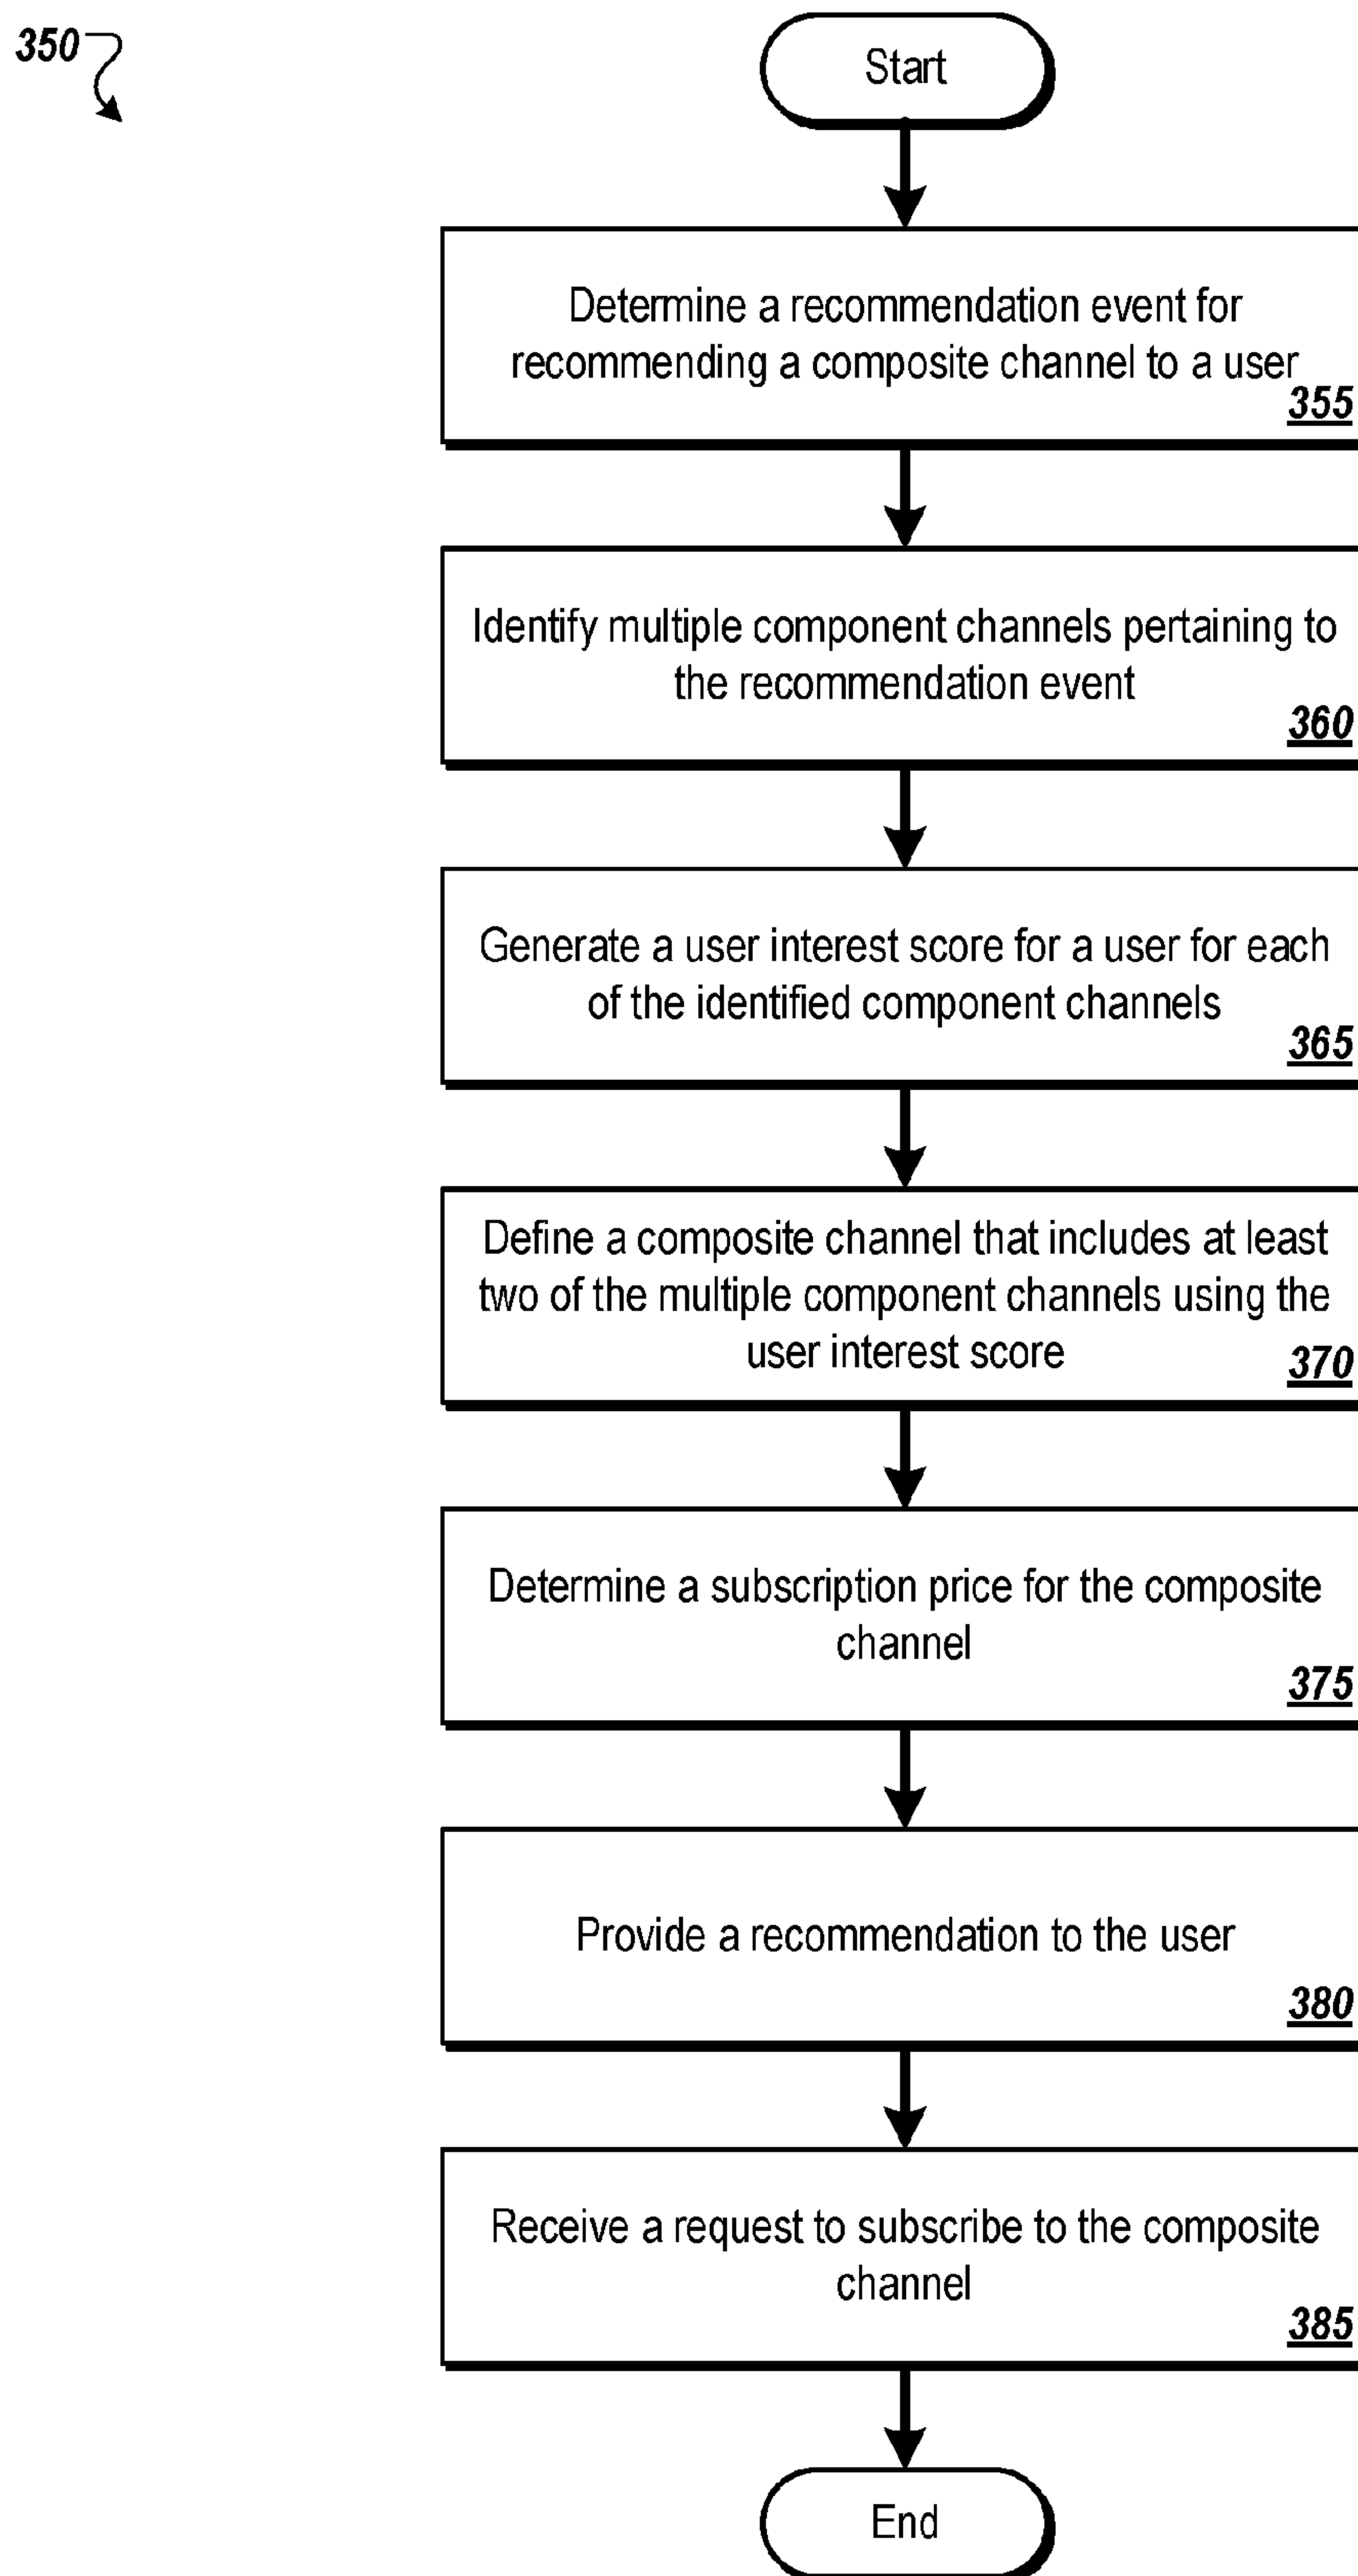 350
Start
Determine a recommendation event for
recommending a composite channel to a user
355
Identify multiple component channels pertaining to
the recommendation event
360
Generate a user interest score for a user for each
of the identified component channels
365
Define a composite channel that includes at least
two of the multiple component channels using the
user interest score
370
Determine a subscription price for the composite
channel
375
Provide a recommendation to the user
380
Receive a request to subscribe to the composite
channel
385
End